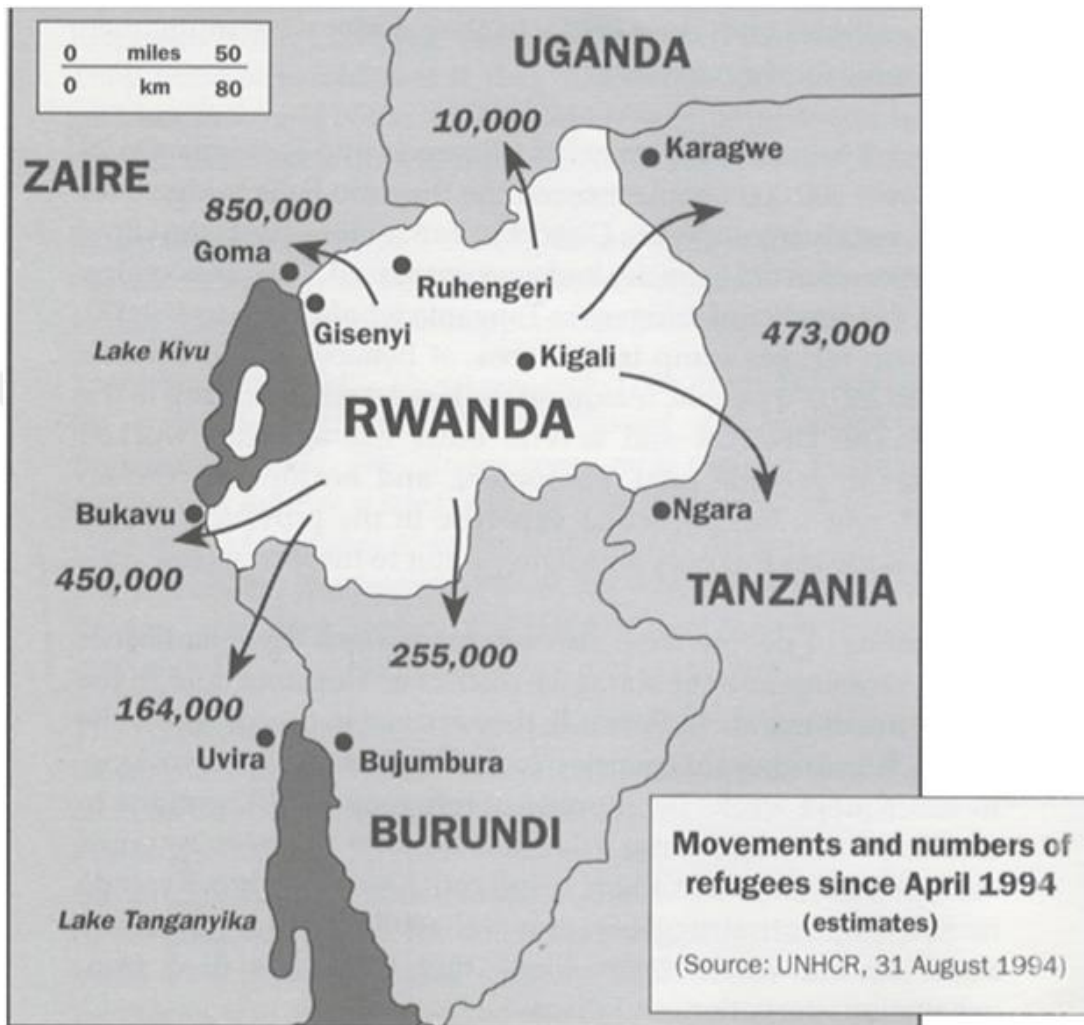 0 miles 50
0 km 80
UGANDA
10,000
Karagwe
ZAIRE
850,000
Goma
Ruhengeri
Gisenyi
473,000
Lake Kivu
Kigali
RWANDA
Bukavu
Ngara
450,000
TANZANIA
255,000
164,000
Uvira
Bujumbura
BURUNDI
Lake Tanganyika
Movements and numbers of
refugees since April 1994
(estimates)
(Source: UNHCR, 31 August 1994)